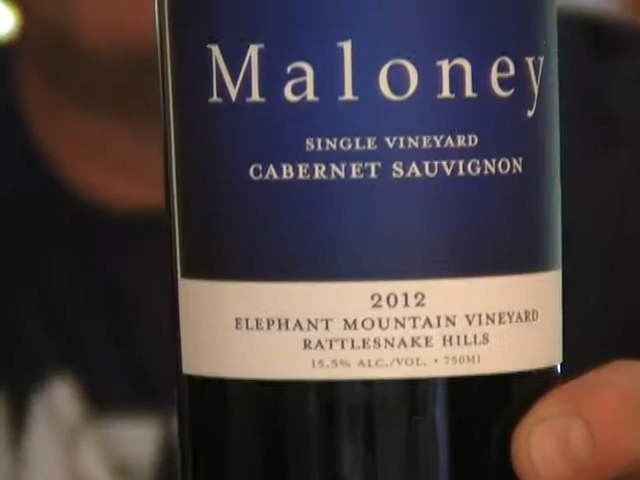 Maloney
SINGLE VINEYARD
CABERNET SAUVIGNON
2012
ELEPHANT MOUNTAIN VINEYARD
RATTLESNAKE HILLS
15.5% ALC./VOL. • 750Ml